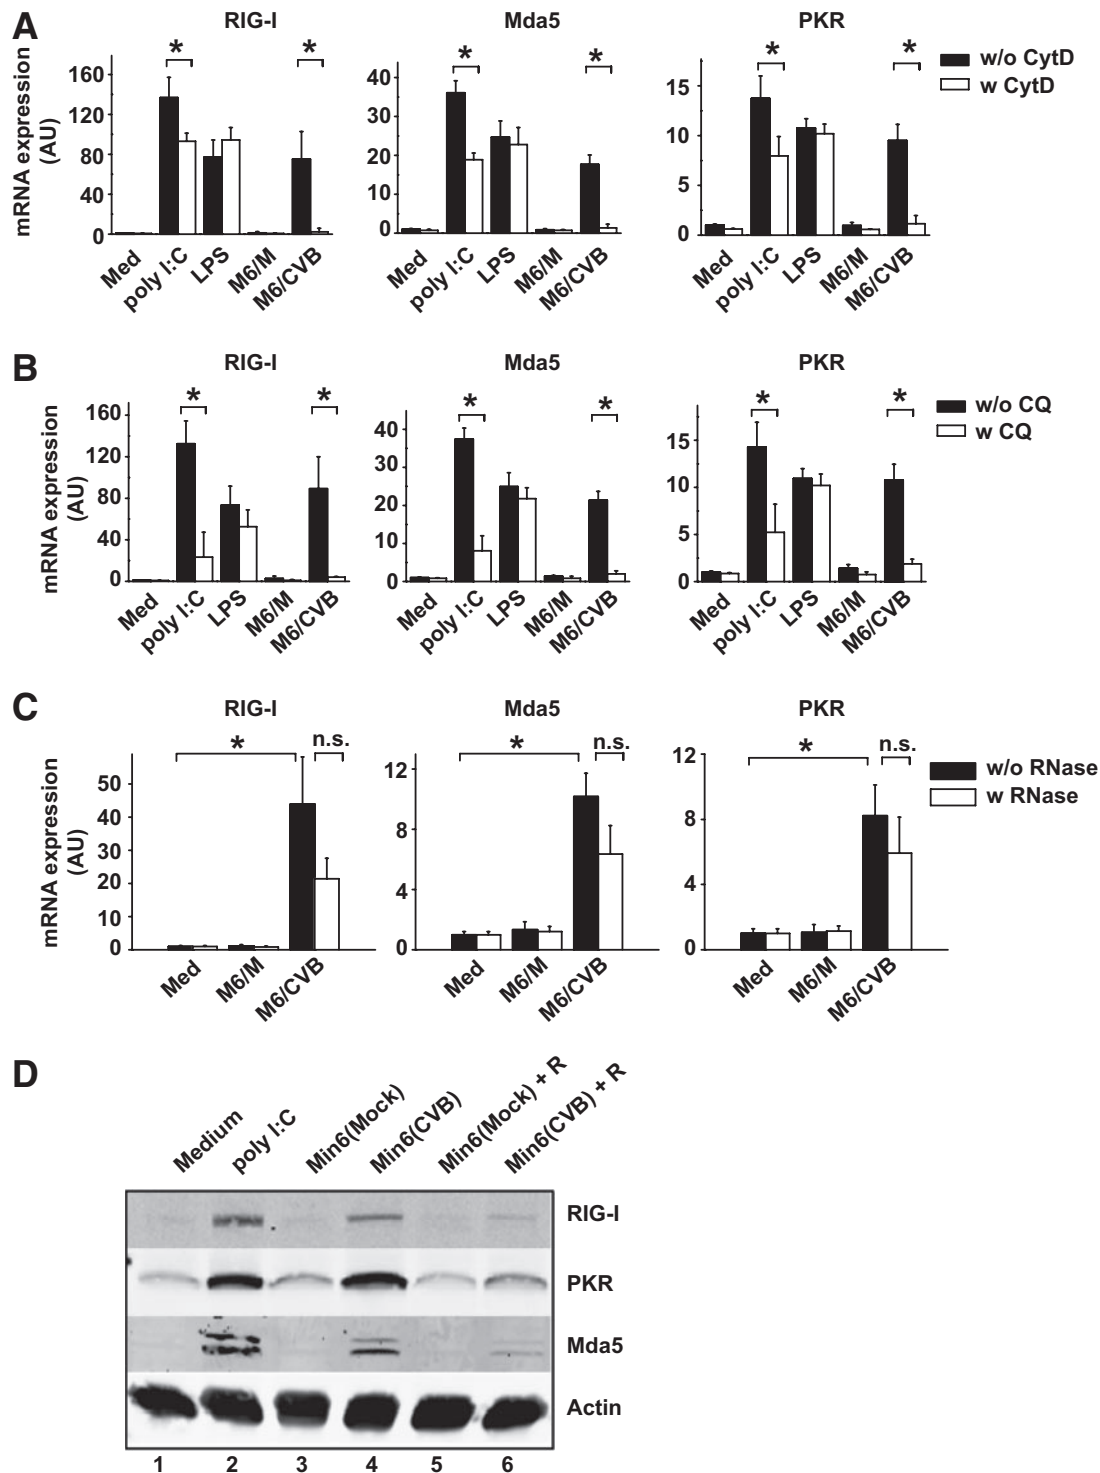 A
RIG-I
Mda5
PKR
mRNA expression
(AU)
160
120
80
40
0
40
30
20
10
0
15
10
5
0
*
*
*
*
*
*
w/o CytD
w CytD
Med
poly I:C
LPS
M6/M
M6/CVB
Med
poly I:C
LPS
M6/M
M6/CVB
Med
poly I:C
LPS
M6/M
M6/CVB
B
RIG-I
Mda5
PKR
mRNA expression
(AU)
160
120
80
40
0
40
30
20
10
0
15
10
5
0
*
*
*
*
*
*
w/o CQ
w CQ
Med
poly I:C
LPS
M6/M
M6/CVB
Med
poly I:C
LPS
M6/M
M6/CVB
Med
poly I:C
LPS
M6/M
M6/CVB
C
RIG-I
Mda5
PKR
mRNA expression
(AU)
50
40
30
20
10
0
12
8
4
0
12
8
4
0
*
n.s.
*
n.s.
*
n.s.
w/o RNase
w RNase
Med
M6/M
M6/CVB
Med
M6/M
M6/CVB
Med
M6/M
M6/CVB
D
Medium
poly I:C
Min6(Mock)
Min6(CVB)
Min6(Mock) + R
Min6(CVB) + R
RIG-I
PKR
Mda5
Actin
1 2 3 4 5 6